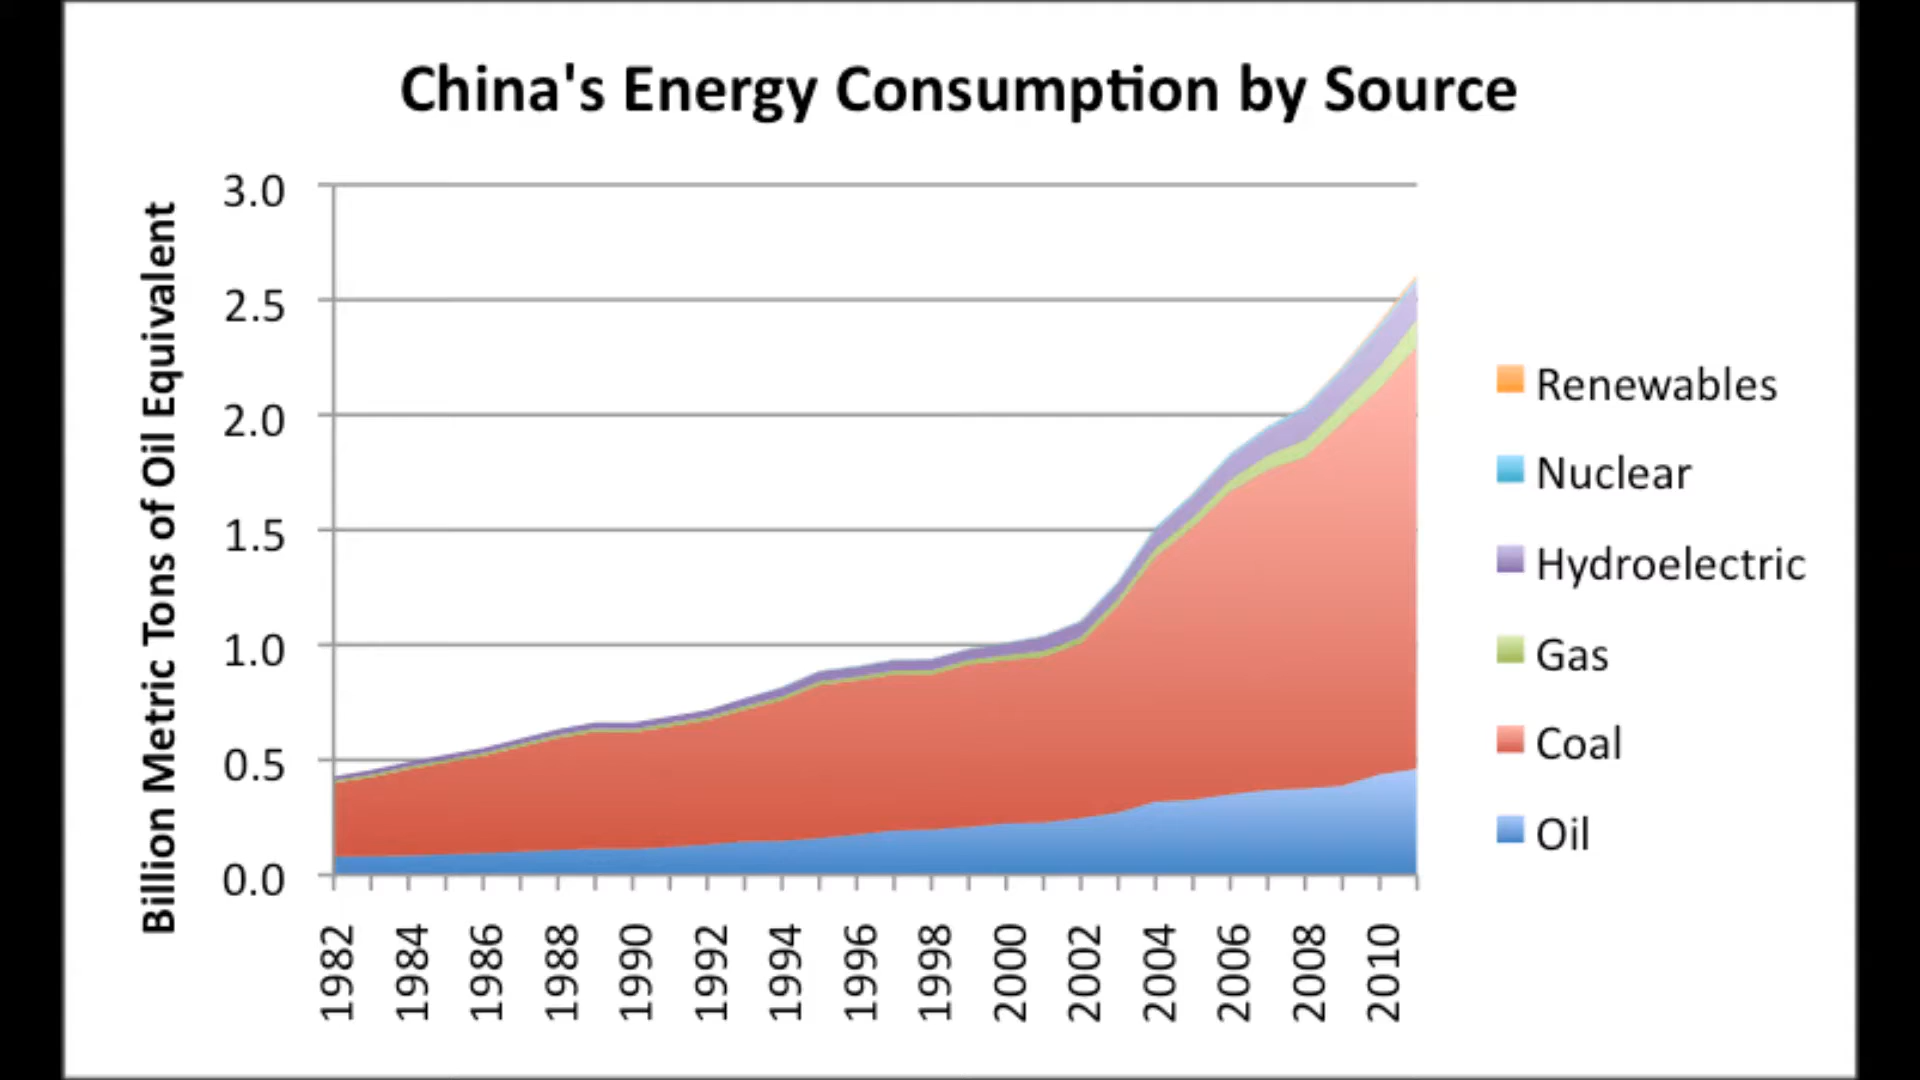 China's Energy Consumption by Source
Billion Metric Tons of Oil Equivalent
3.0
2.5
2.0
1.5
1.0
0.5
0.0
1982
1984
1986
1988
1990
1992
1994
1996
1998
2000
2002
2004
2006
2008
2010
Renewables
Nuclear
Hydroelectric
Gas
Coal
Oil